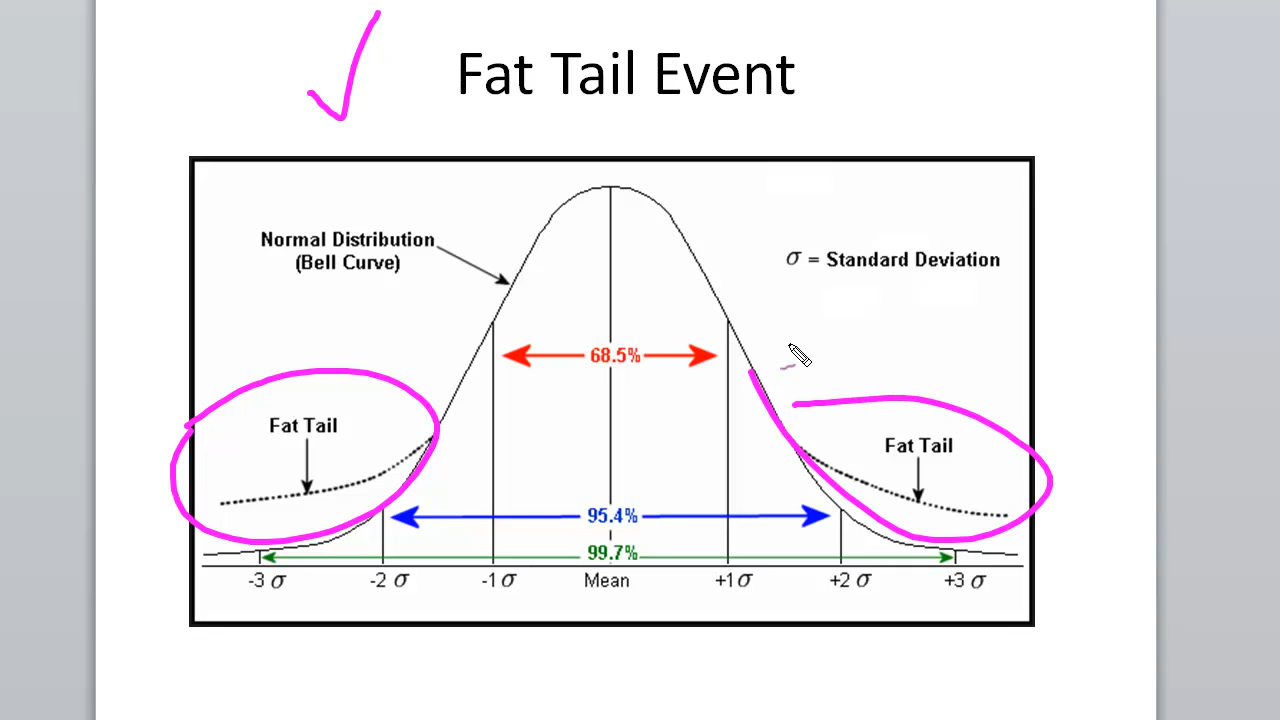 Fat Tail Event
Normal Distribution
(Bell Curve)
σ = Standard Deviation
68.5%
Fat Tail
Fat Tail
95.4%
99.7%
-3 σ -2 σ -1 σ Mean +1 σ +2 σ +3 σ